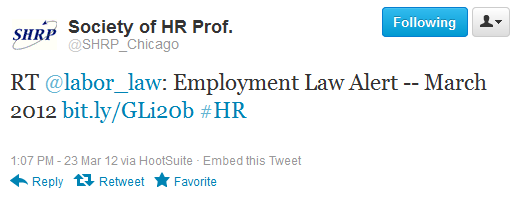 SHRP
Society of HR Prof.
@SHRP_Chicago
Following
RT @labor_law: Employment Law Alert -- March
2012 bit.ly/GLi20b #HR
1:07 PM - 23 Mar 12 via HootSuite · Embed this Tweet
Reply Retweet Favorite